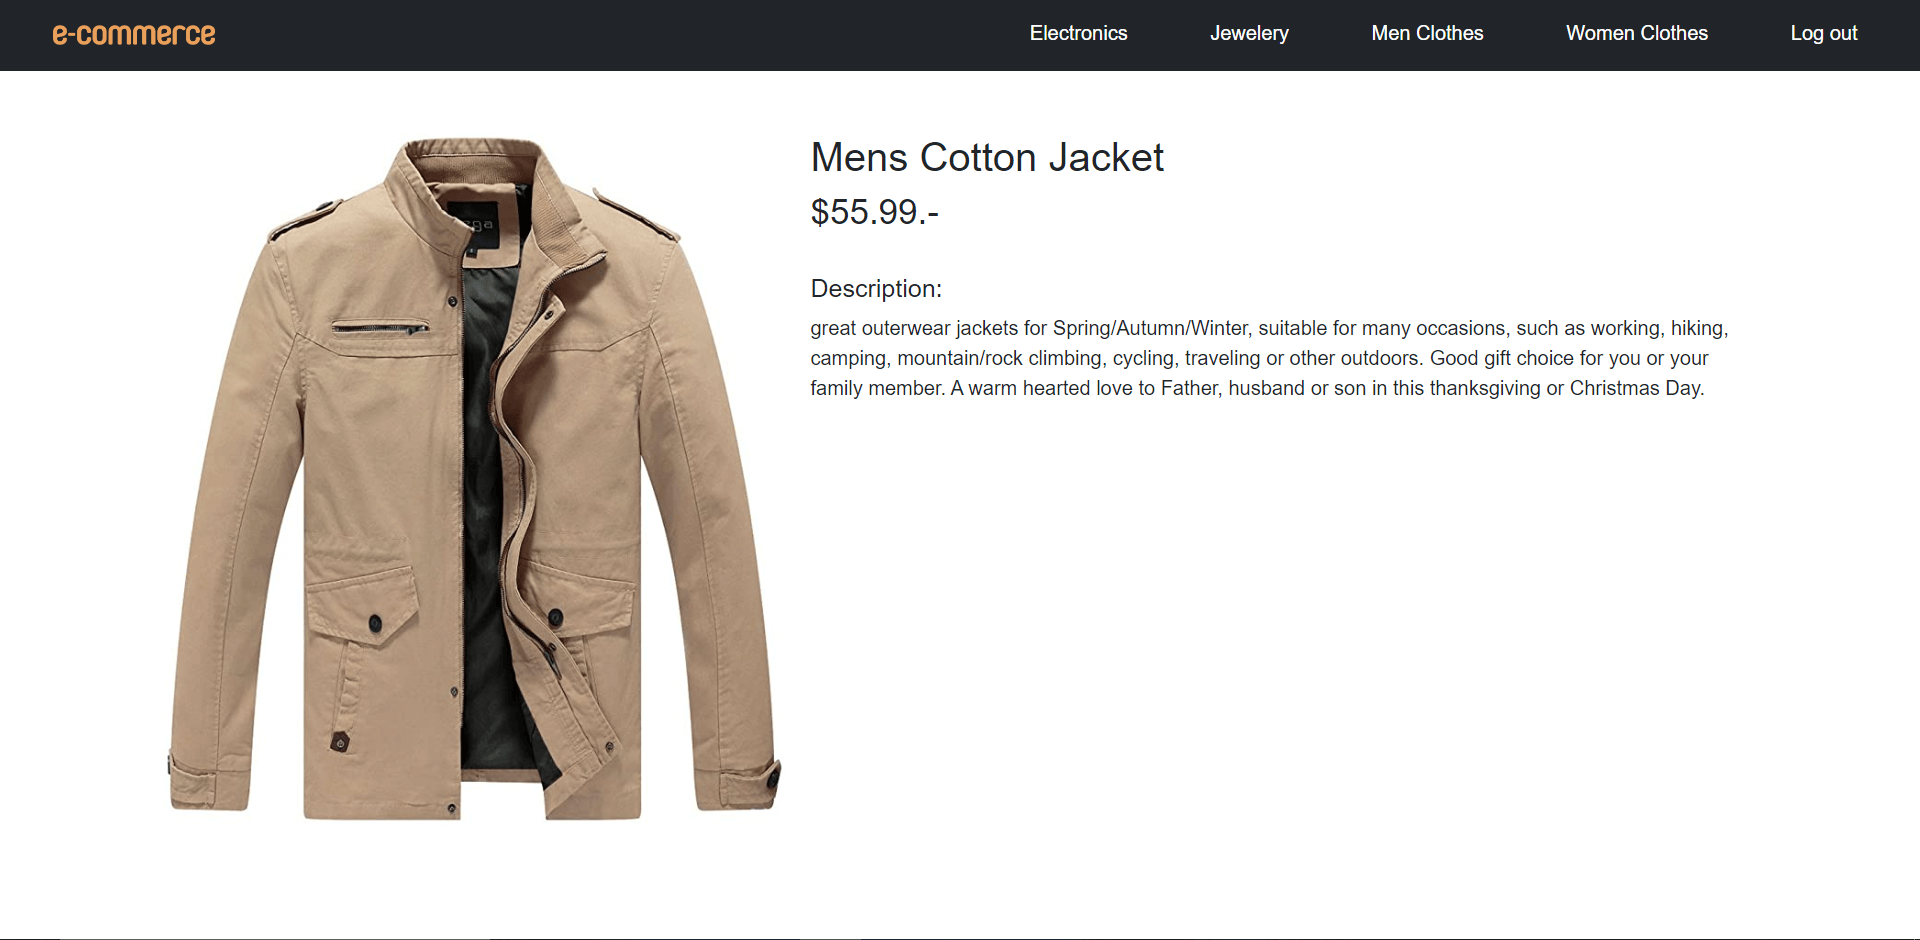 e-commerce
Electronics
Jewelery
Men Clothes
Women Clothes
Log out
Mens Cotton Jacket
$55.99.-
Description:
great outerwear jackets for Spring/Autumn/Winter, suitable for many occasions, such as working, hiking,
camping, mountain/rock climbing, cycling, traveling or other outdoors. Good gift choice for you or your
family member. A warm hearted love to Father, husband or son in this thanksgiving or Christmas Day.